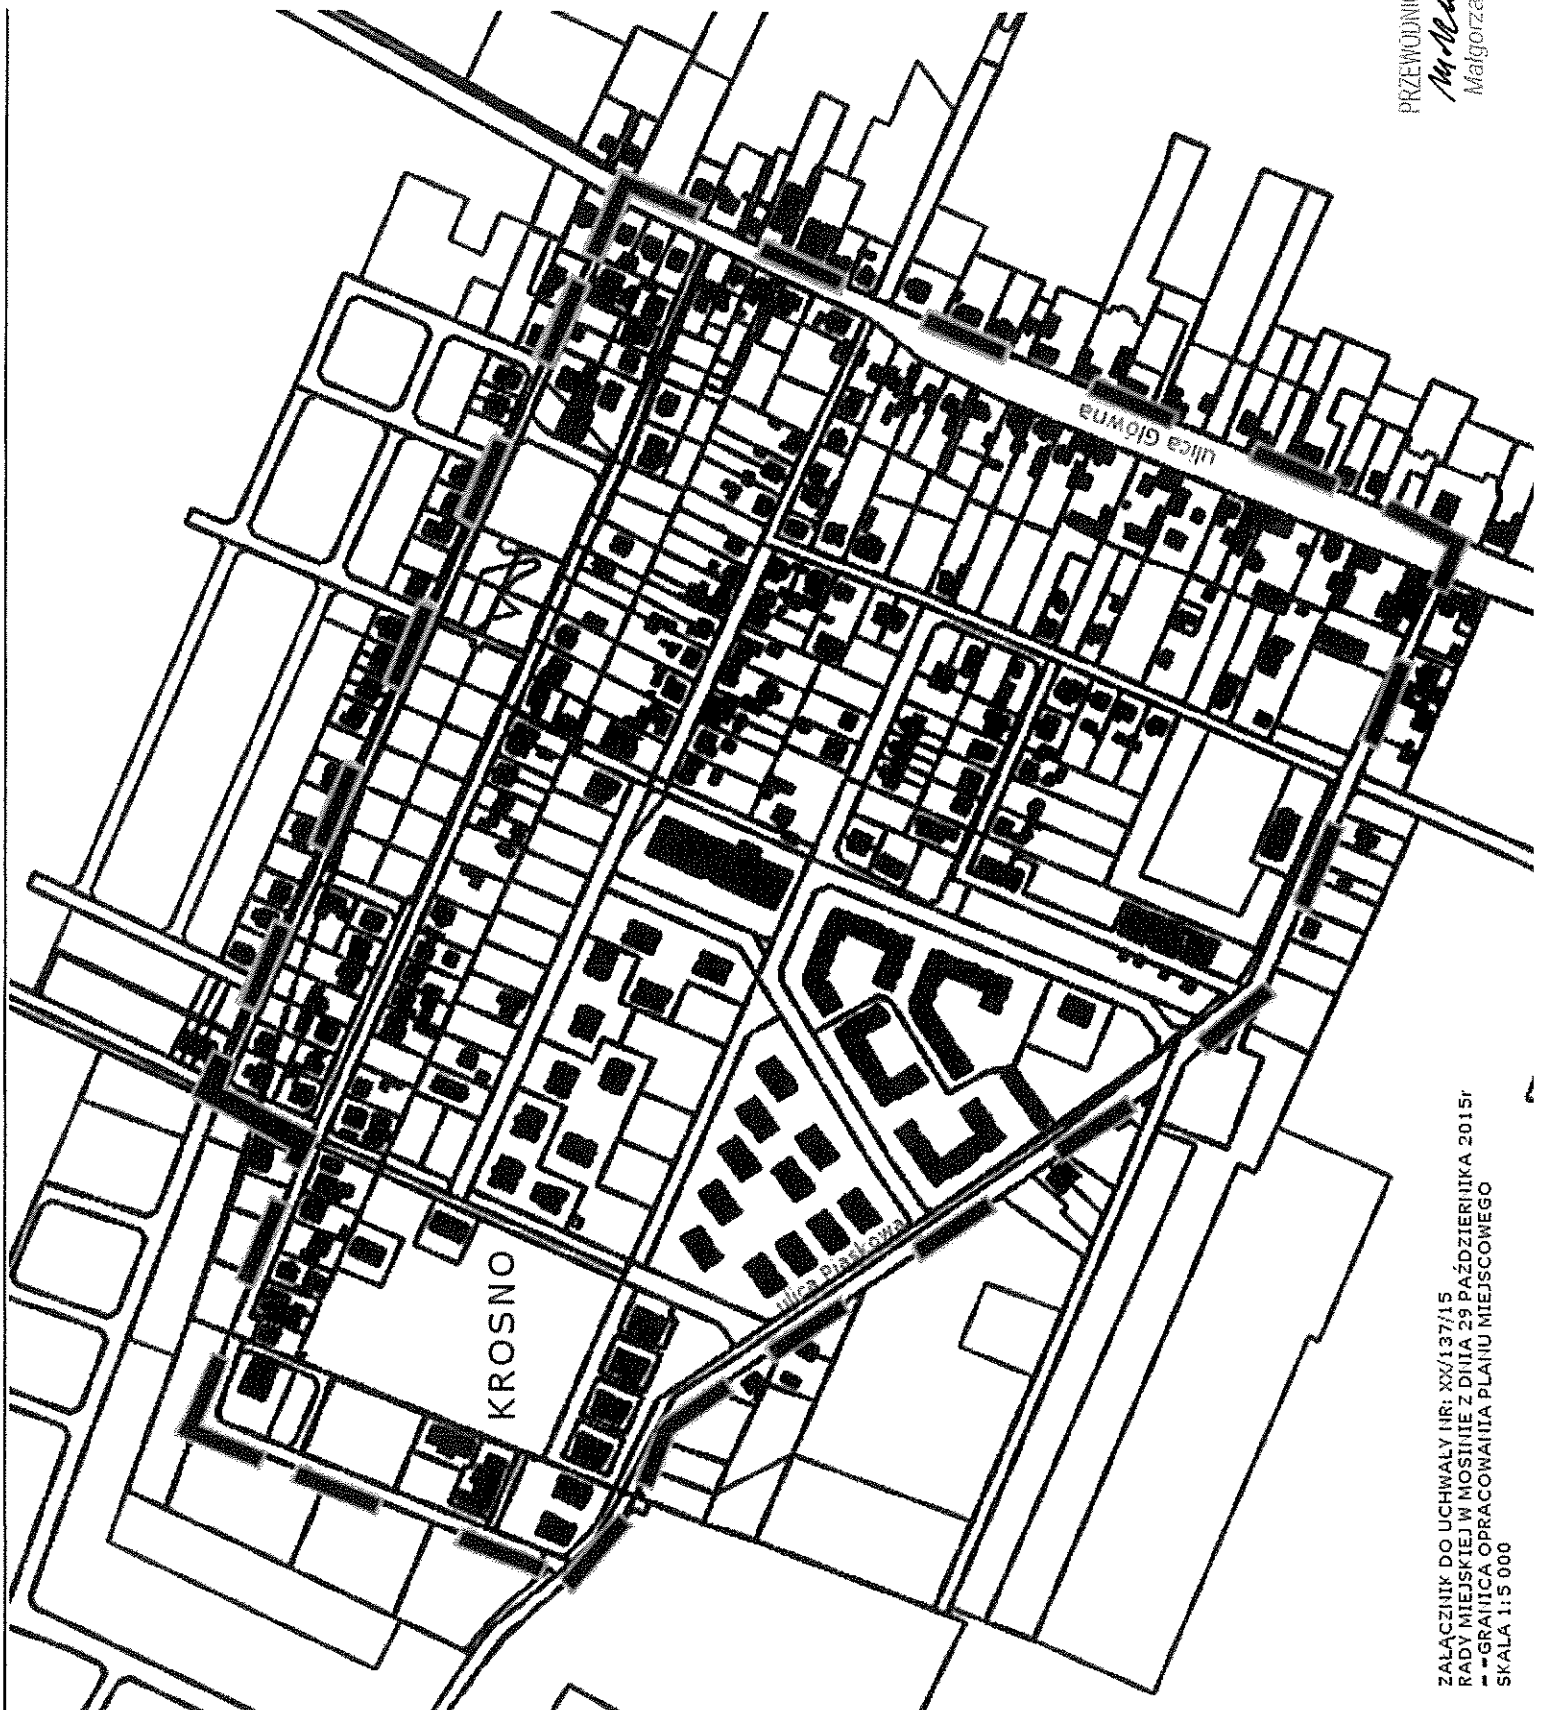 PRZEWODNIC
Małgorza
ulica Główna
KROSNO
ulica Piaskowa
ZAŁĄCZNIK DO UCHWAŁY NR: XX/137/15
RADY MIEJSKIEJ W MOSINIE Z DNIA 29 PAŹDZIERNIKA 2015r
GRANICA OPRACOWANIA PLANU MIEJSCOWEGO
SKALA 1:5 000